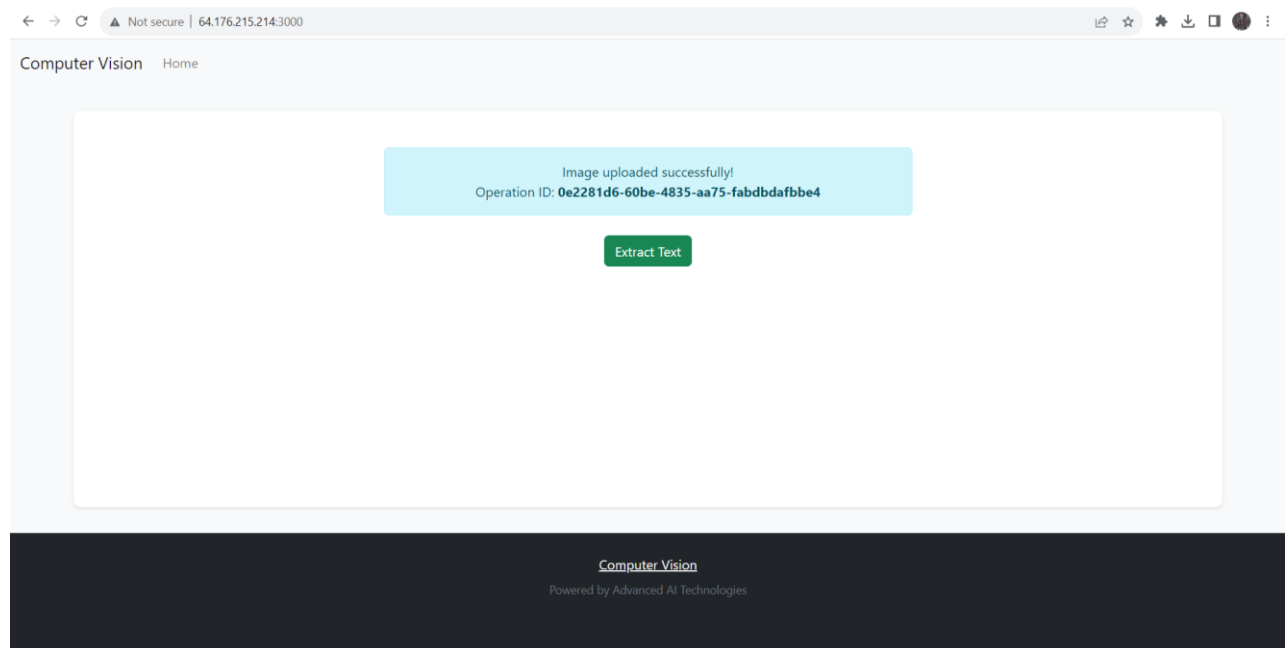 Not secure | 64.176.215.214:3000
Computer Vision Home
Image uploaded successfully!
Operation ID: 0e2281d6-60be-4835-aa75-fabdbdafbbe4
Extract Text
Computer Vision
Powered by Advanced AI Technologies